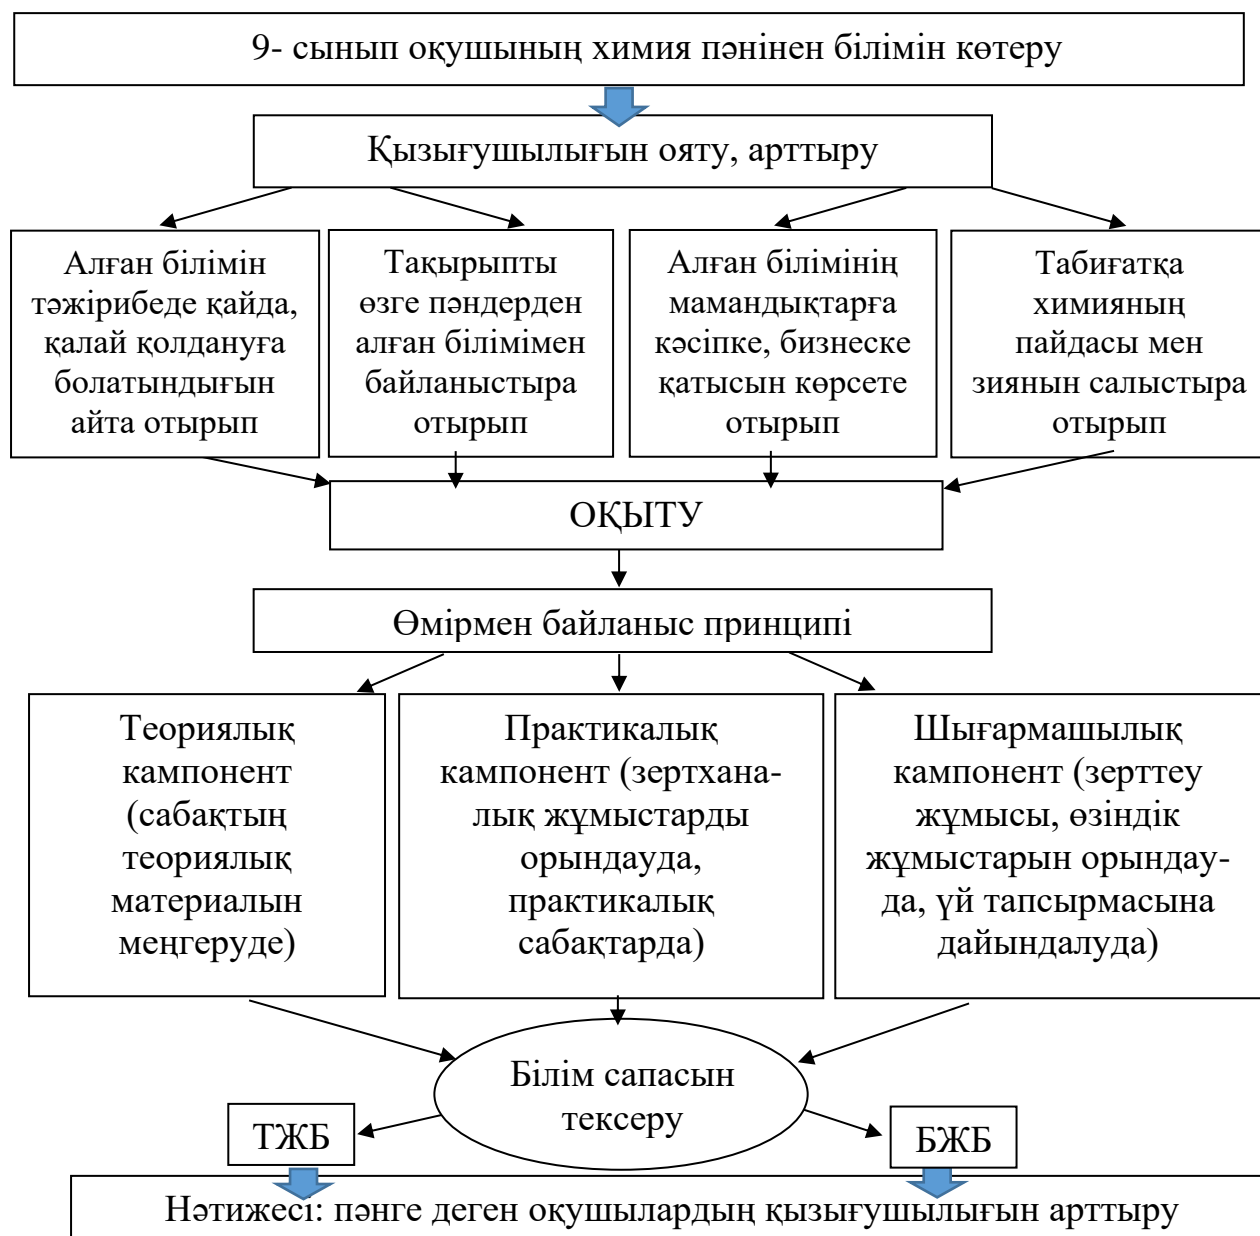 9- сынып оқушының химия пәнінен білімін көтеру
Қызығушылығын ояту, арттыру
Алған білімін
тәжірибеде қайда,
қалай қолдануға
болатындығын
айта отырып
Тақырыпты
өзге пәндерден
алған білімімен
байланыстыра
отырып
Алған білімінің
мамандықтарға
кәсіпке, бизнеске
қатысын көрсете
отырып
Табиғатқа
химияның
пайдасы мен
зиянын салыстыра
отырып
ОҚЫТУ
Өмірмен байланыс принципі
Теориялық
кампонент
(сабақтың
теориялық
материалын
меңгеруде)
Практикалық
кампонент (зертхана-
лық жұмыстарды
орындауда,
практикалық
сабақтарда)
Шығармашылық
кампонент (зерттеу
жұмысы, өзіндік
жұмыстарын орындау-
да, үй тапсырмасына
дайындалуда)
Білім сапасын
тексеру
ТЖБ
БЖБ
Нәтижесі: пәнге деген оқушылардың қызығушылығын арттыру